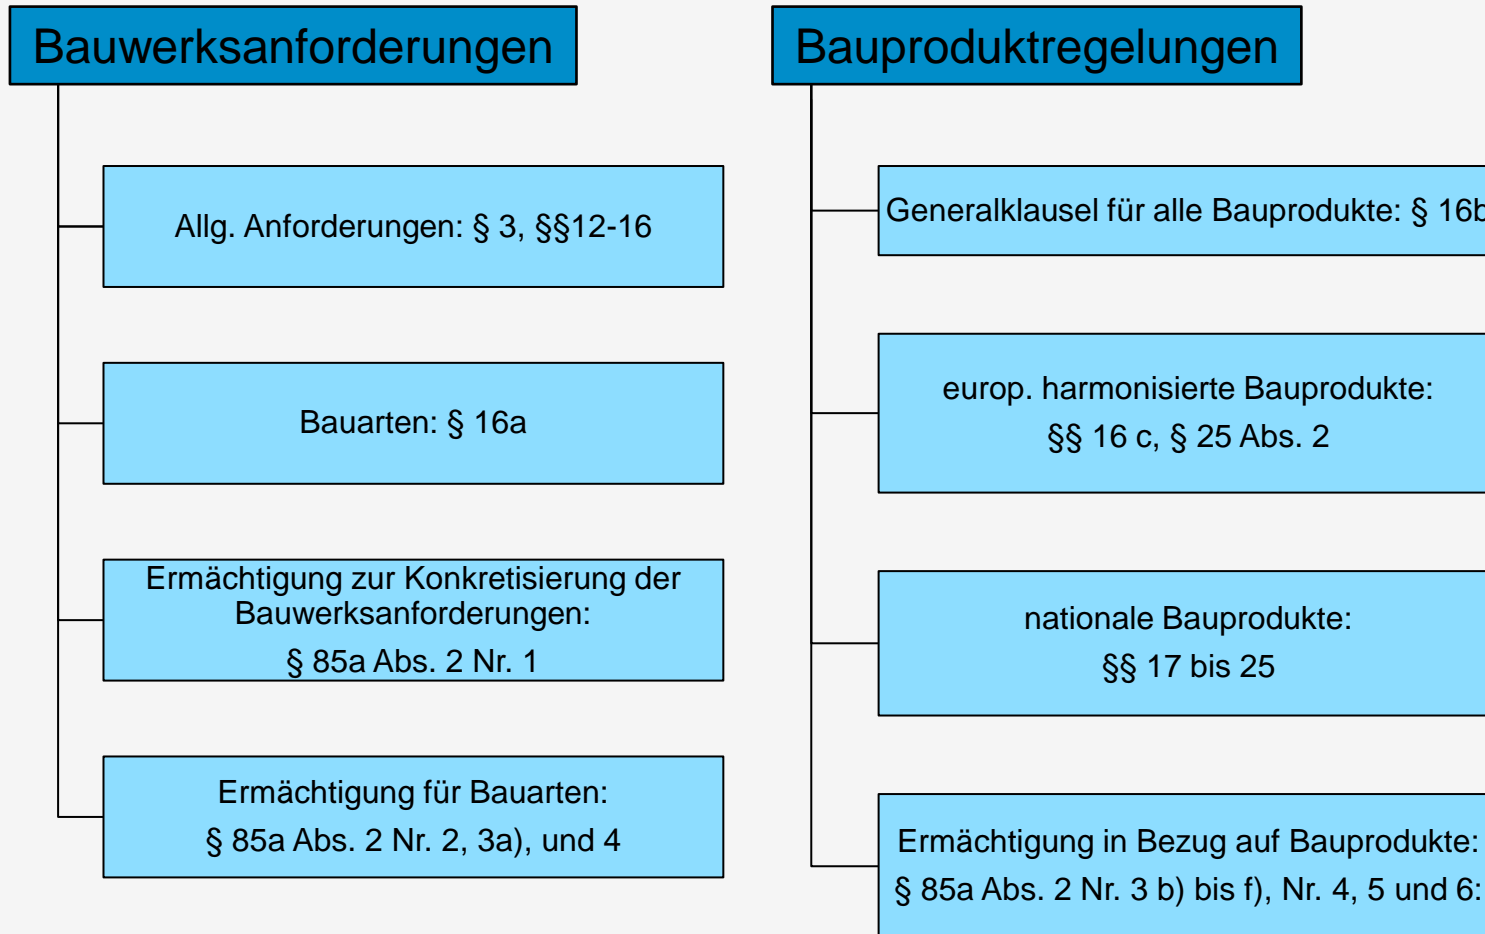 Bauwerksanforderungen
Allg. Anforderungen: § 3, §§12-16
Bauarten: § 16a
Ermächtigung zur Konkretisierung der
Bauwerksanforderungen:
§ 85a Abs. 2 Nr. 1
Ermächtigung für Bauarten:
§ 85a Abs. 2 Nr. 2, 3a), und 4
Bauproduktregelungen
Generalklausel für alle Bauprodukte: § 16b
europ. harmonisierte Bauprodukte:
§§ 16 c, § 25 Abs. 2
nationale Bauprodukte:
§§ 17 bis 25
Ermächtigung in Bezug auf Bauprodukte:
§ 85a Abs. 2 Nr. 3 b) bis f), Nr. 4, 5 und 6: